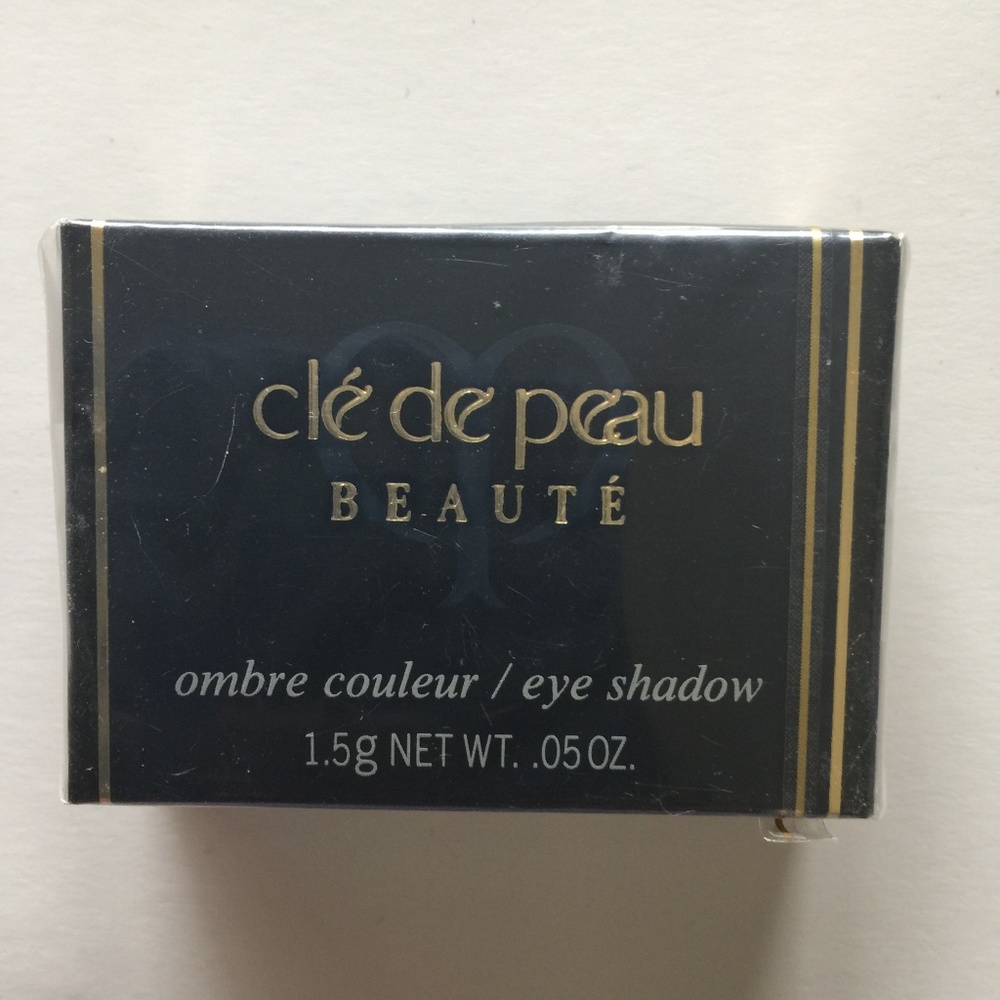 clé de peau
BEAUTÉ
ombre couleur / eye shadow
1.5g NET WT. .05 OZ.